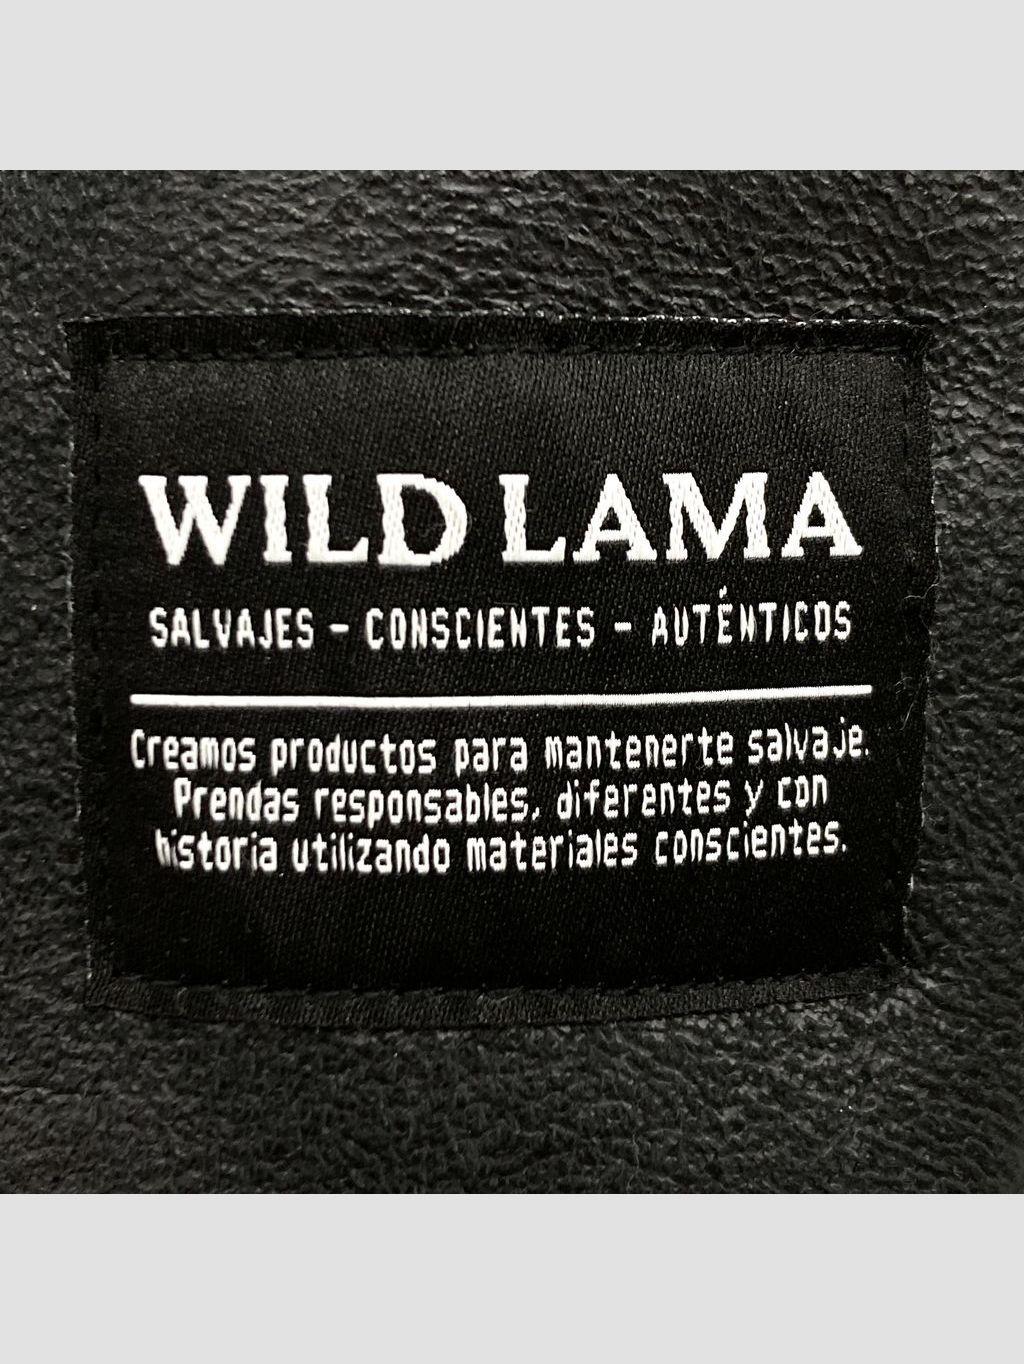 WILD LAMA
SALVAJES - CONSCIENTES - AUTÉNTICOS
Creamos productos para mantenerte salvaje.
Prendas responsables, diferentes y con
historia utilizando materiales conscientes.